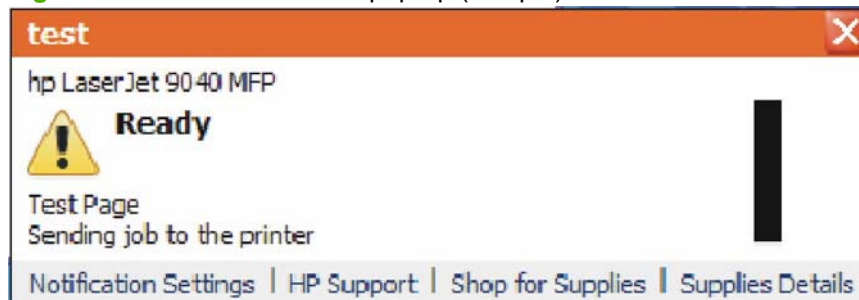 test
hp LaserJet 9040 MFP
Ready
Test Page
Sending job to the printer
Notification Settings | HP Support | Shop for Supplies | Supplies Details